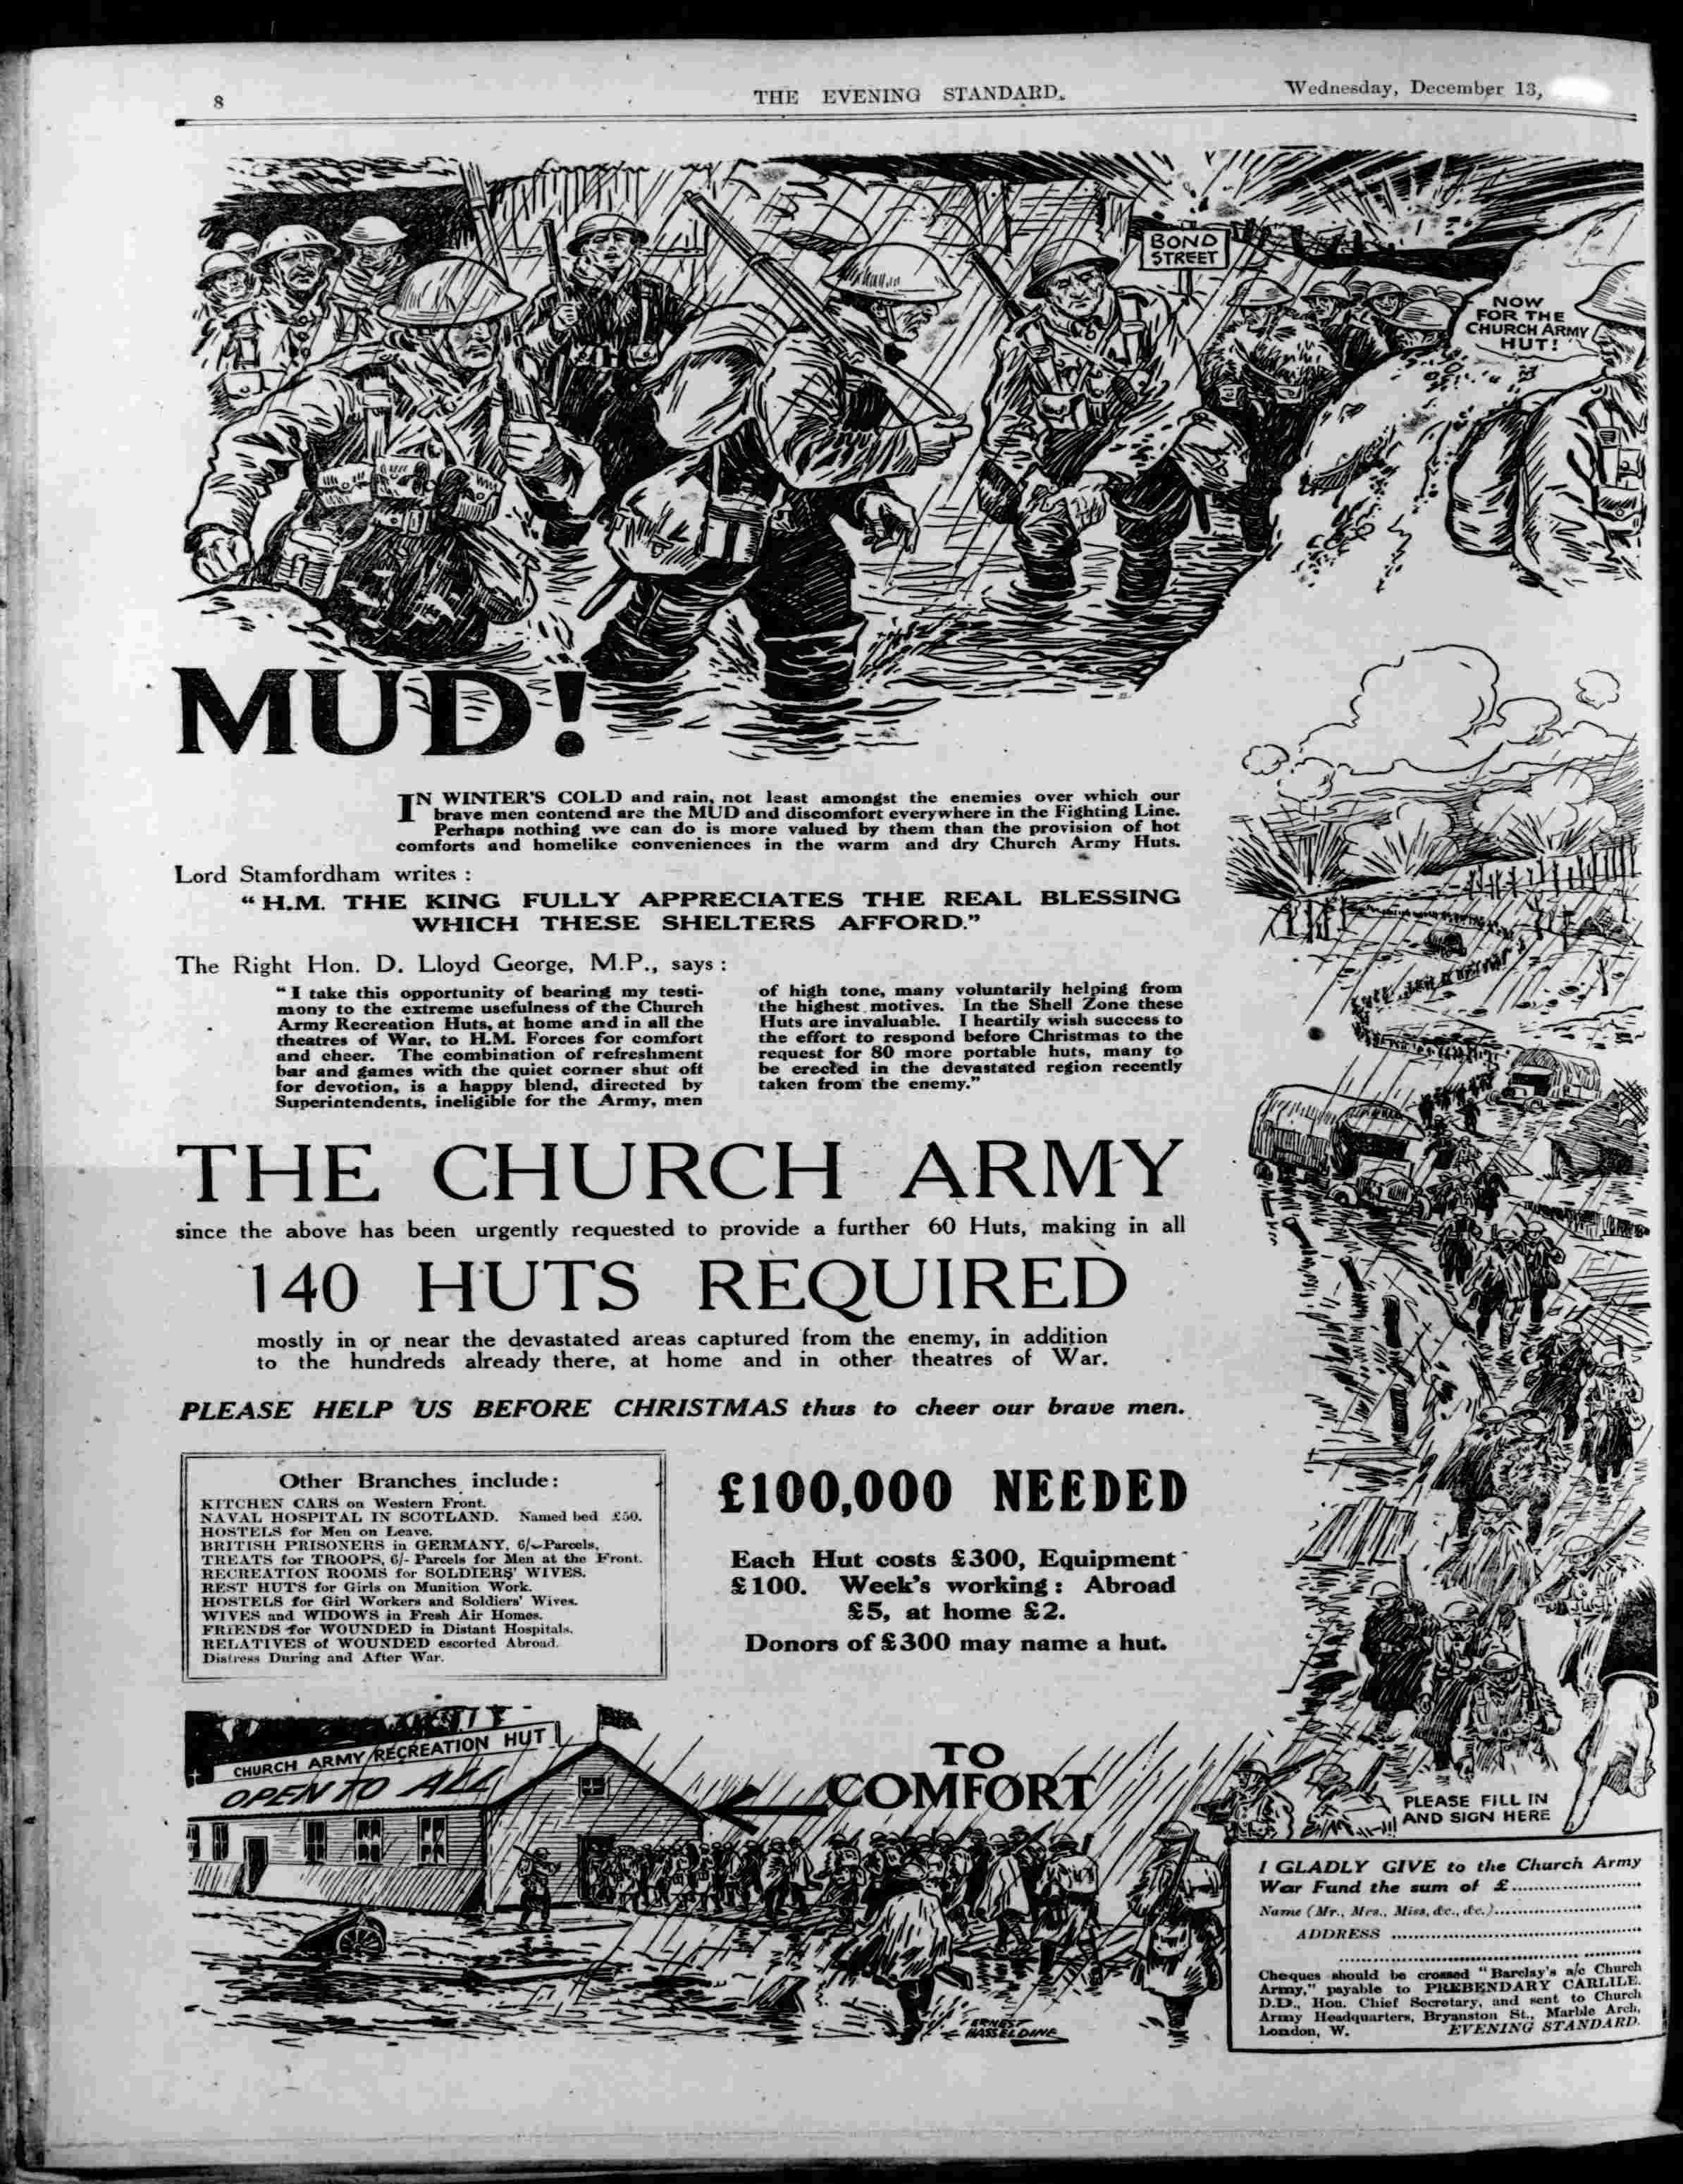 8
THE EVENING STANDARD.
Wednesday, December 13,
BOND
STREET
NOW
FOR THE
CHURCH ARMY
HUT!
MUD!
IN WINTER'S COLD and rain, not least amongst the enemies over which our
brave men contend are the MUD and discomfort everywhere in the Fighting Line.
Perhaps nothing we can do is more valued by them than the provision of hot
comforts and homelike conveniences in the warm and dry Church Army Huts.
Lord Stamfordham writes :
"H.M. THE KING FULLY APPRECIATES THE REAL BLESSING
WHICH THESE SHELTERS AFFORD."
The Right Hon. D. Lloyd George, M.P., says :
"I take this opportunity of bearing my testi-
mony to the extreme usefulness of the Church
Army Recreation Huts, at home and in all the
theatres of War, to H.M. Forces for comfort
and cheer. The combination of refreshment
bar and games with the quiet corner shut off
for devotion, is a happy blend, directed by
Superintendents, ineligible for the Army, men
of high tone, many voluntarily helping from
the highest motives. In the Shell Zone these
Huts are invaluable. I heartily wish success to
the effort to respond before Christmas to the
request for 80 more portable huts, many to
be erected in the devastated region recently
taken from the enemy."
THE CHURCH ARMY
since the above has been urgently requested to provide a further 60 Huts, making in all
140 HUTS REQUIRED
mostly in or near the devastated areas captured from the enemy, in addition
to the hundreds already there, at home and in other theatres of War.
PLEASE HELP US BEFORE CHRISTMAS thus to cheer our brave men.
Other Branches include :
KITCHEN CARS on Western Front.
NAVAL HOSPITAL IN SCOTLAND. Named bed £50.
HOSTELS for Men on Leave.
BRITISH PRISONERS in GERMANY, 6/- Parcels.
TREATS for TROOPS, 6/- Parcels for Men at the Front.
RECREATION ROOMS for SOLDIERS' WIVES.
REST HUTS for Girls on Munition Work.
HOSTELS for Girl Workers and Soldiers' Wives.
WIVES and WIDOWS in Fresh Air Homes.
FRIENDS for WOUNDED in Distant Hospitals.
RELATIVES of WOUNDED escorted Abroad.
Distress During and After War.
£100,000 NEEDED
Each Hut costs £300, Equipment
£100. Week's working : Abroad
£5, at home £2.
Donors of £300 may name a hut.
CHURCH ARMY RECREATION HUT
OPEN TO ALL
TO
COMFORT
ERNEST
HASSELDINE
PLEASE FILL IN
AND SIGN HERE
I GLADLY GIVE to the Church Army
War Fund the sum of £........................
Name (Mr., Mrs., Miss, &c., &c.)........................
ADDRESS ........................
Cheques should be crossed "Barclay's a/c Church
Army," payable to PREBENDARY CARLILE.
D.D., Hon. Chief Secretary, and sent to Church
Army Headquarters, Bryanston St., Marble Arch,
London, W. EVENING STANDARD.